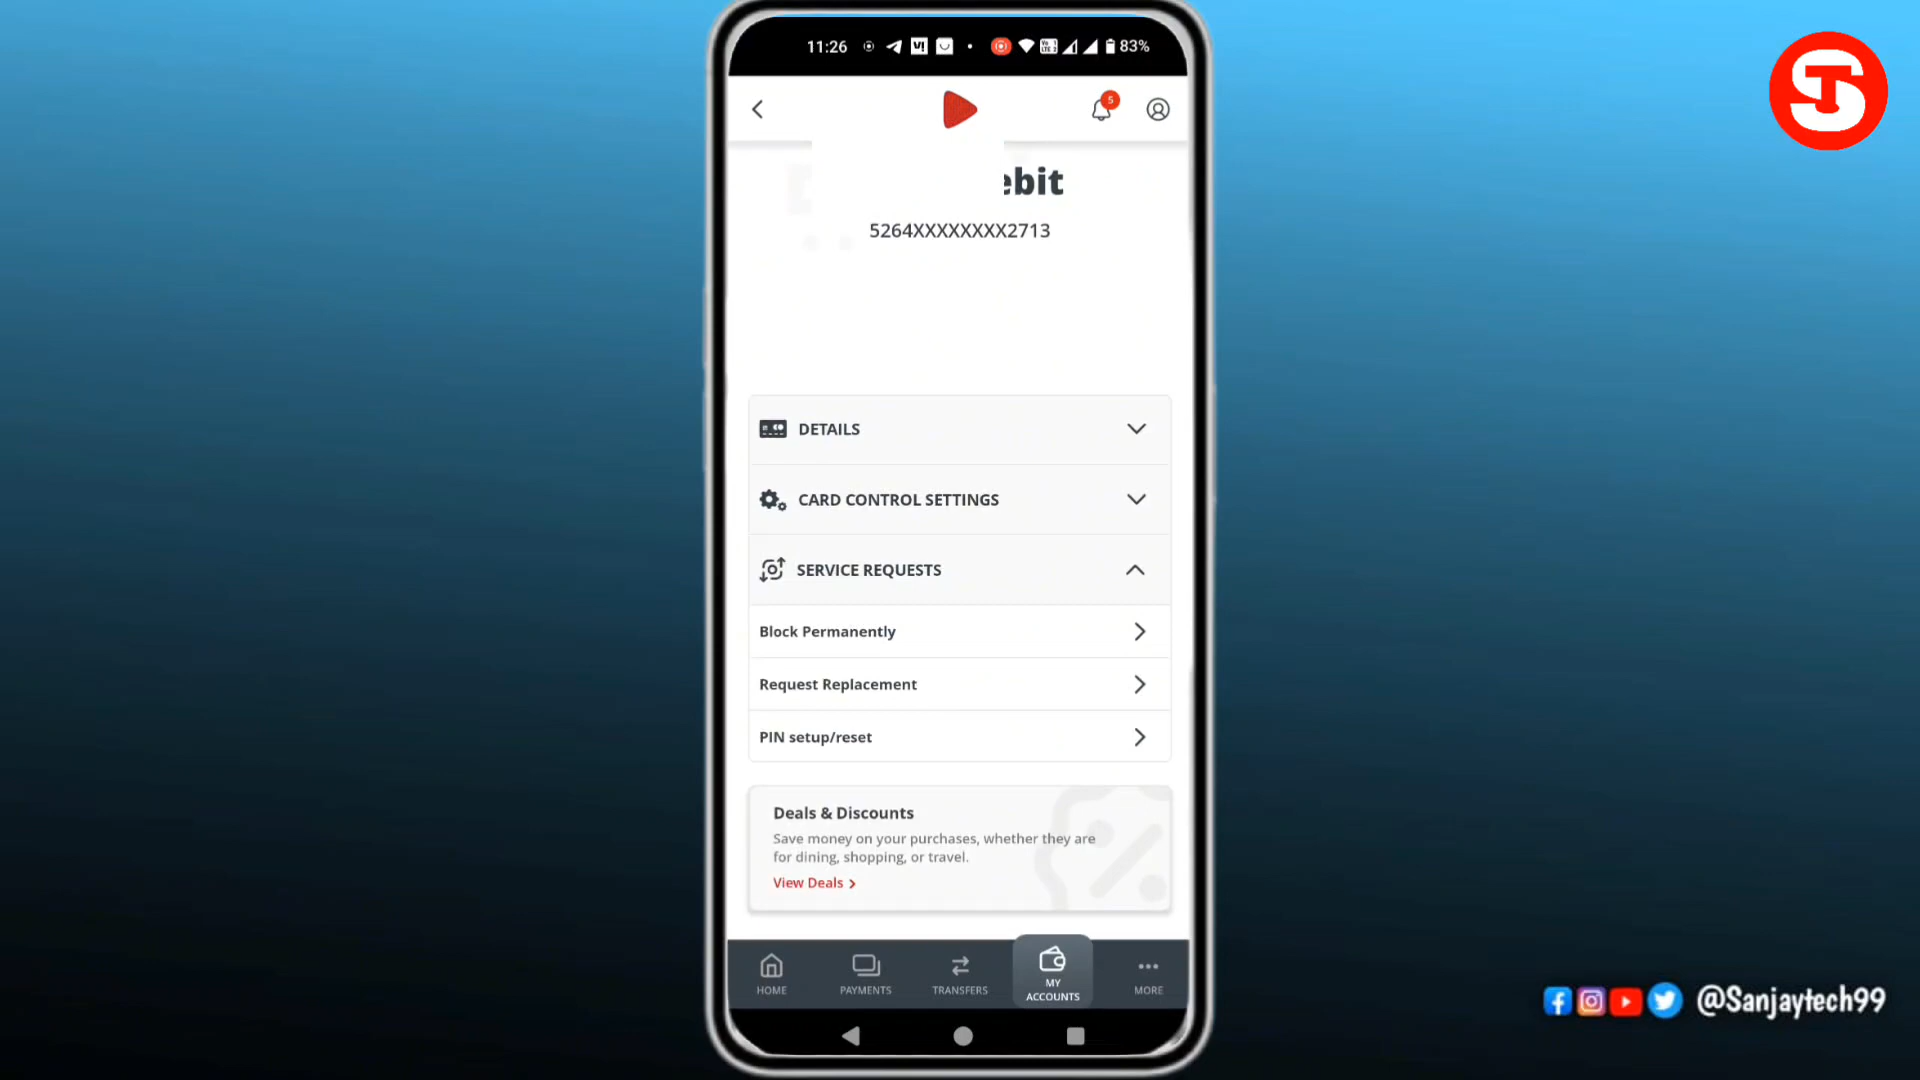 11:26
83%
5
ebit
5264XXXXXXXX2713
DETAILS
CARD CONTROL SETTINGS
SERVICE REQUESTS
Block Permanently
Request Replacement
PIN setup/reset
Deals & Discounts
Save money on your purchases, whether they are
for dining, shopping, or travel.
View Deals
HOME
PAYMENTS
TRANSFERS
MY
ACCOUNTS
MORE
@Sanjaytech99